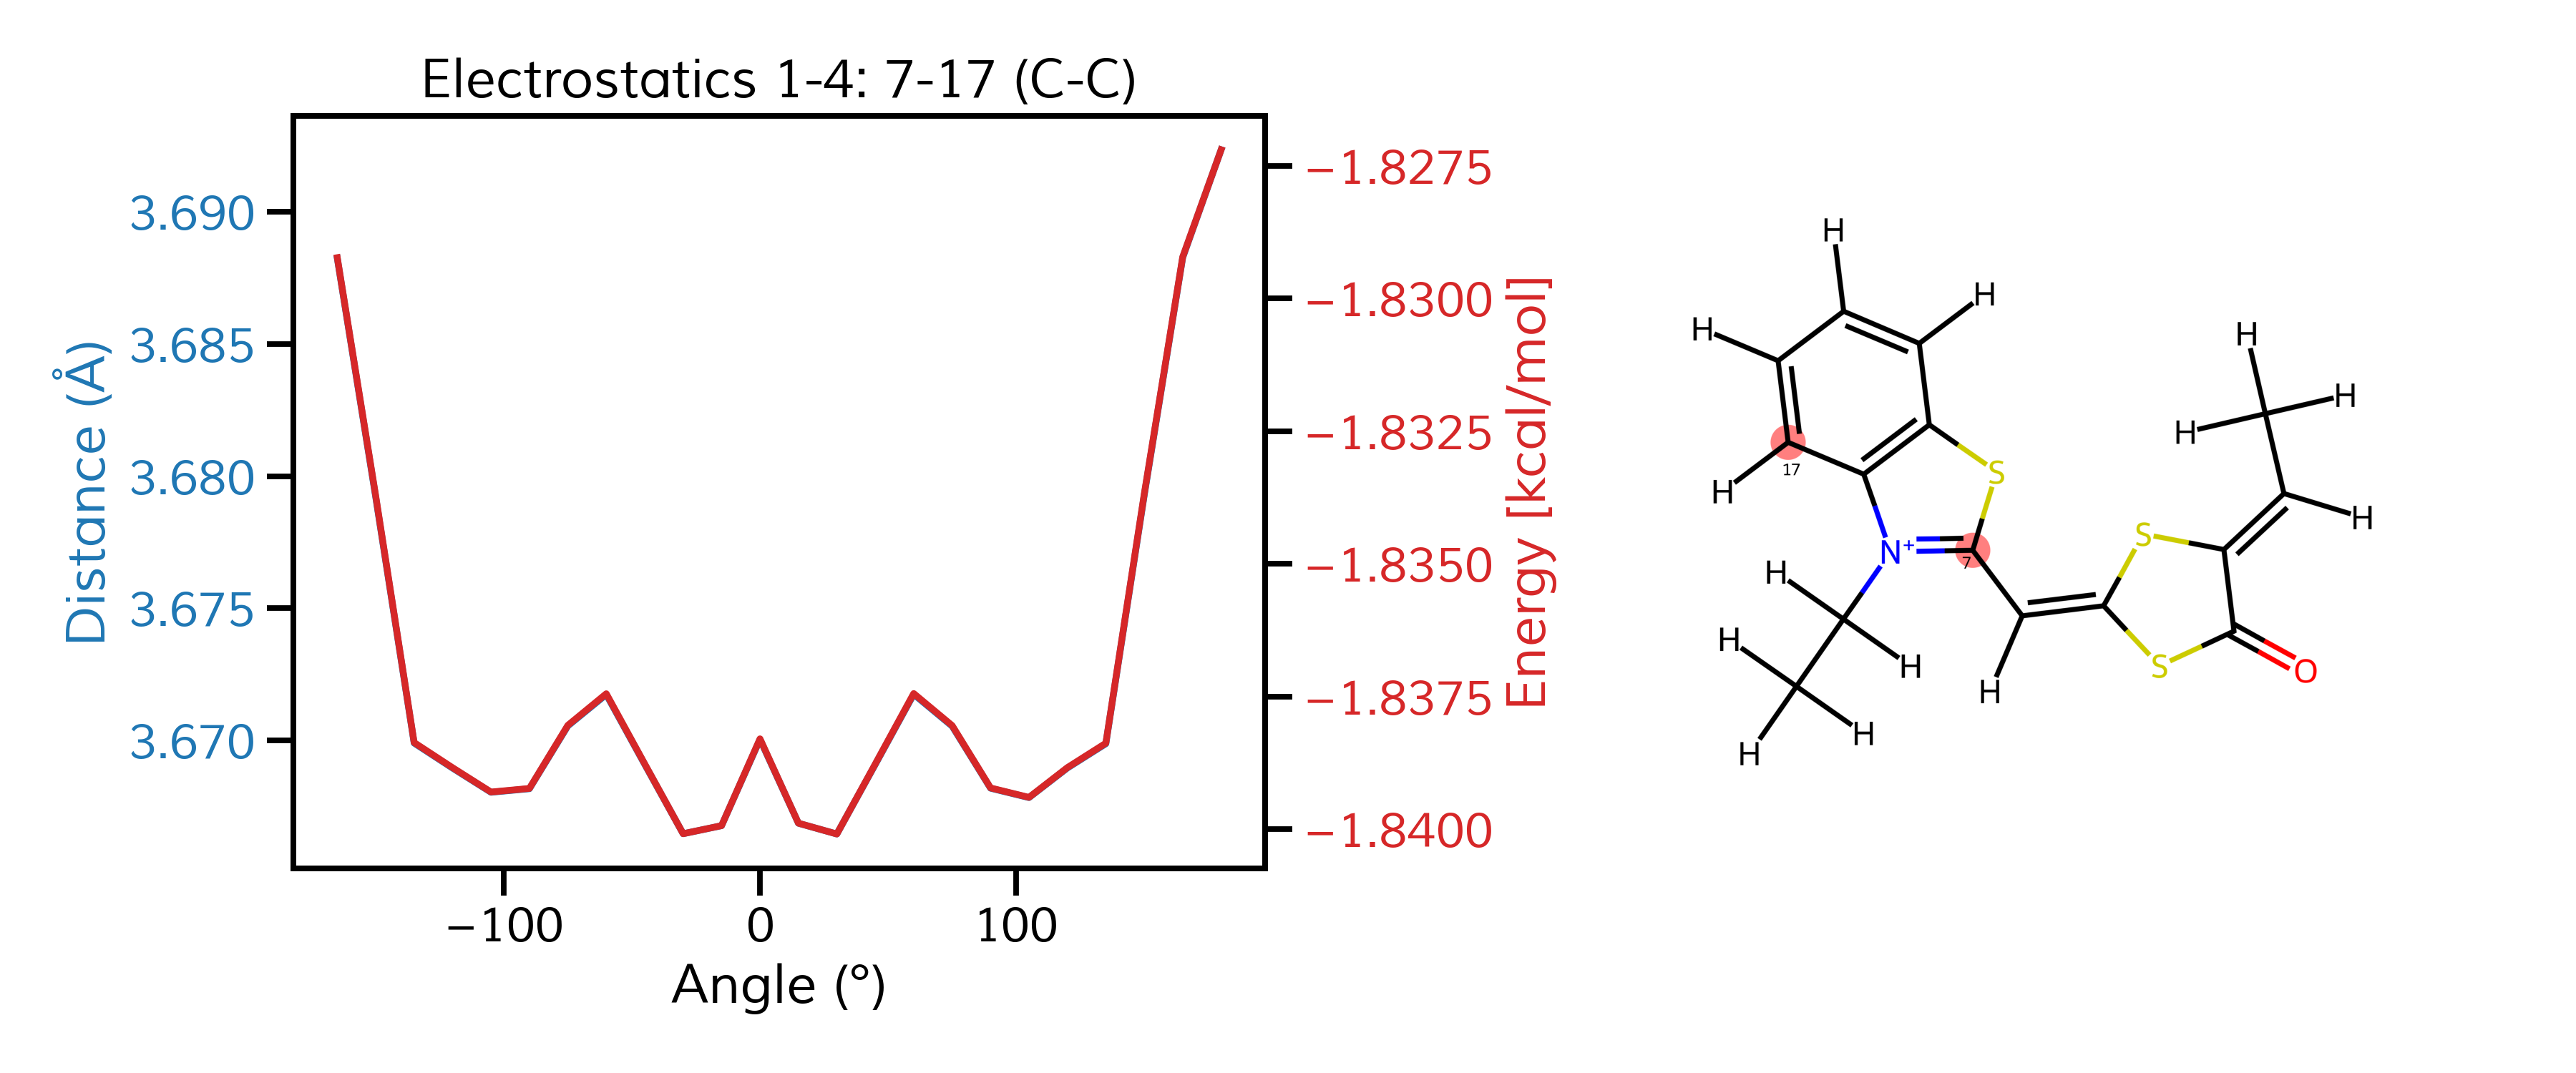 Electrostatics 1-4: 7-17 (C-C)
Distance (Å)
3.690
3.685
3.680
3.675
3.670
−1.8275
−1.8300
−1.8325
−1.8350
−1.8375
−1.8400
Energy [kcal/mol]
−100 0 100
Angle (°)
H
H
H
H
H
H
H
17
H
S
H
S
N+
7
H
H
H
S
O
H
H
H